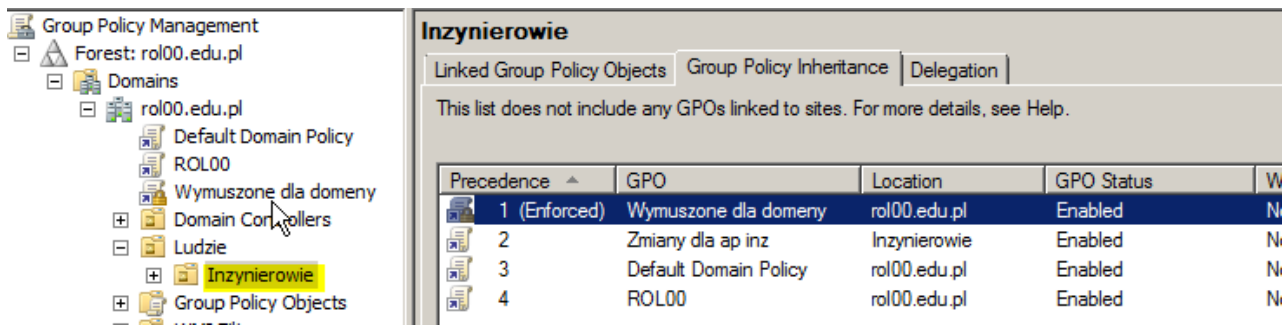 Group Policy Management
Forest: rol00.edu.pl
Domains
rol00.edu.pl
Default Domain Policy
ROL00
Wymuszone dla domeny
Domain Controllers
Ludzie
Inzynierowie
Group Policy Objects
Inzynierowie
Linked Group Policy Objects Group Policy Inheritance Delegation
This list does not include any GPOs linked to sites. For more details, see Help.
Precedence GPO Location GPO Status
1 (Enforced) Wymuszone dla domeny rol00.edu.pl Enabled
2 Zmiany dla ap inz Inzynierowie Enabled
3 Default Domain Policy rol00.edu.pl Enabled
4 ROL00 rol00.edu.pl Enabled